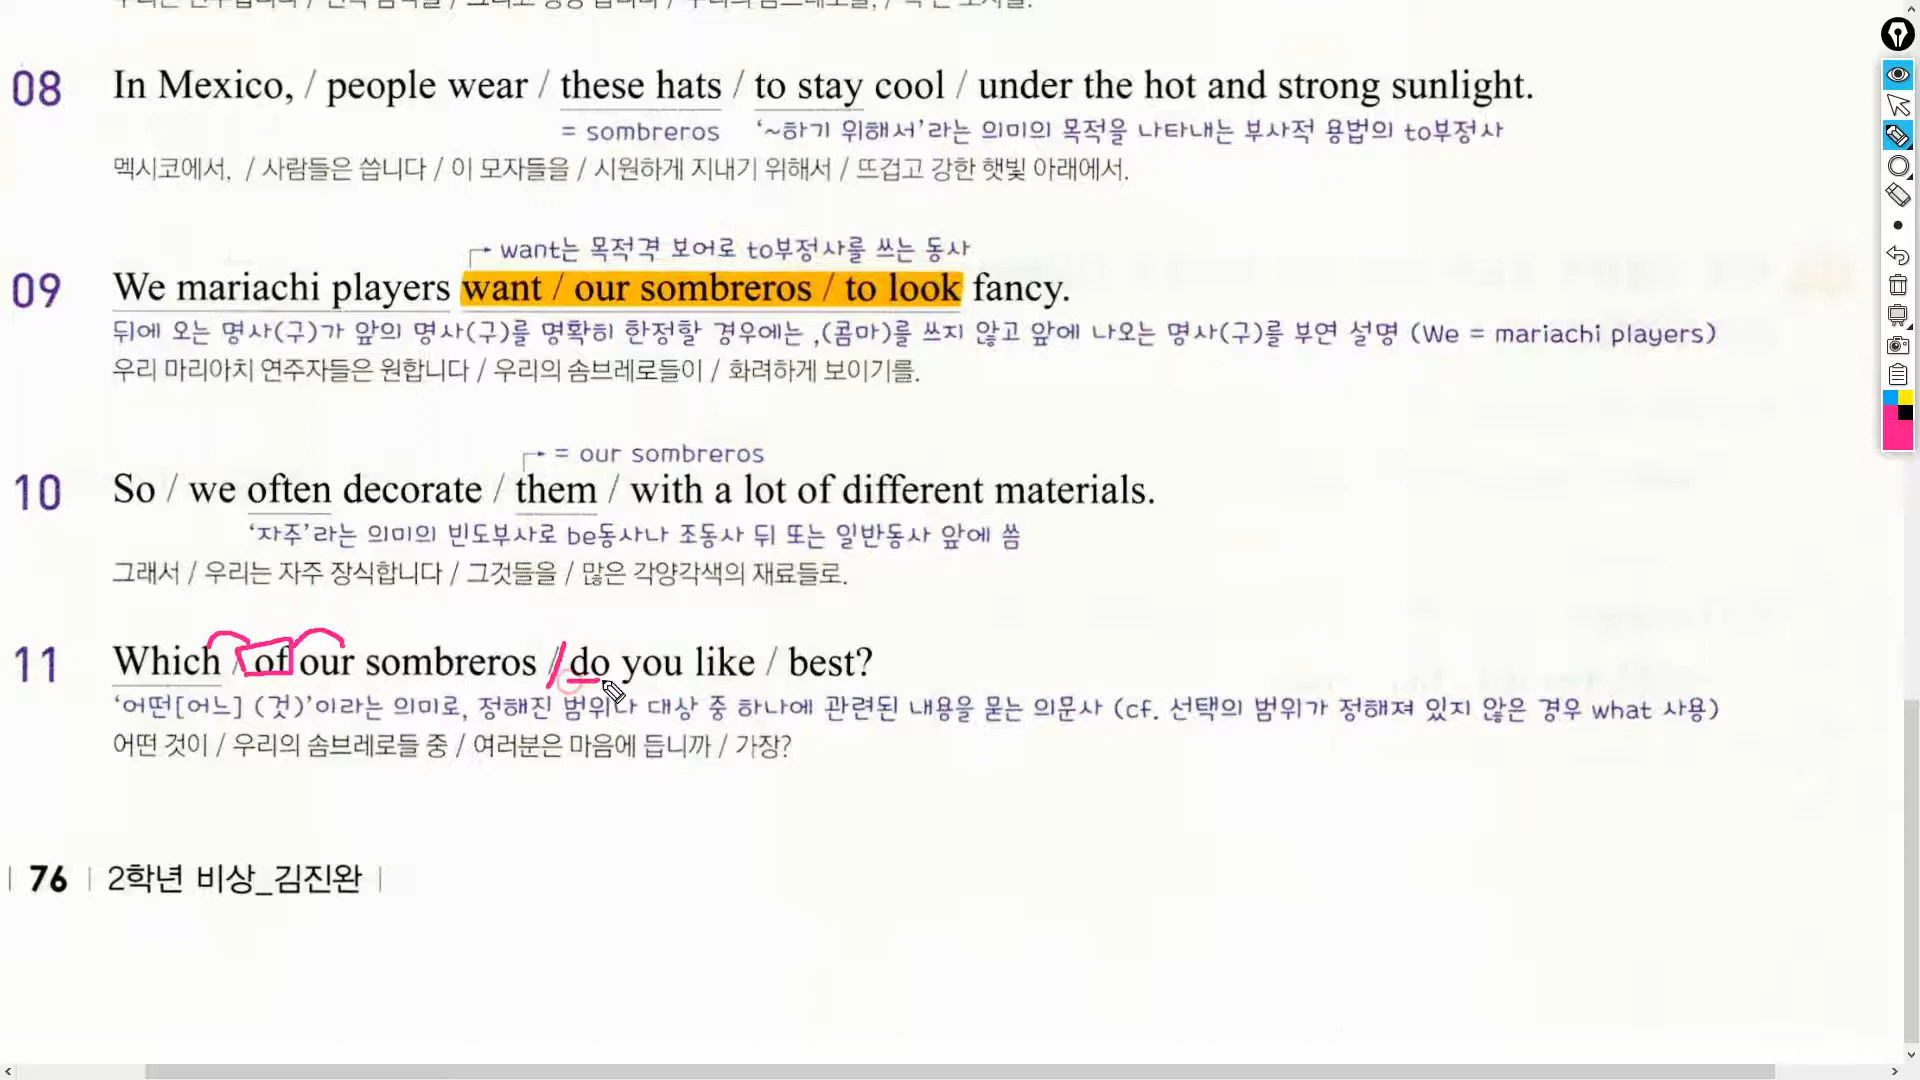 08 In Mexico, / people wear / these hats / to stay cool / under the hot and strong sunlight.
= sombreros '~하기 위해서'라는 의미의 목적을 나타내는 부사적 용법의 to부정사
멕시코에서, / 사람들은 씁니다 / 이 모자들을 / 시원하게 지내기 위해서 / 뜨겁고 강한 햇빛 아래에서.
want는 목적격 보어로 to부정사를 쓰는 동사
09 We mariachi players want / our sombreros / to look fancy.
뒤에 오는 명사(구)가 앞의 명사(구)를 명확히 한정할 경우에는 ,(콤마)를 쓰지 않고 앞에 나오는 명사(구)를 부연 설명 (We = mariachi players)
우리 마리아치 연주자들은 원합니다 / 우리의 솜브레로들이 / 화려하게 보이기를.
= our sombreros
10 So / we often decorate / them / with a lot of different materials.
'자주'라는 의미의 빈도부사로 be동사나 조동사 뒤 또는 일반동사 앞에 씀
그래서 / 우리는 자주 장식합니다 / 그것들을 / 많은 각양각색의 재료들로.
11 Which / of our sombreros / do you like / best?
'어떤[어느] (것)'이라는 의미로, 정해진 범위나 대상 중 하나에 관련된 내용을 묻는 의문사 (cf. 선택의 범위가 정해져 있지 않은 경우 what 사용)
어떤 것이 / 우리의 솜브레로들 중 / 여러분은 마음에 듭니까 / 가장?
76 2학년 비상_김진완